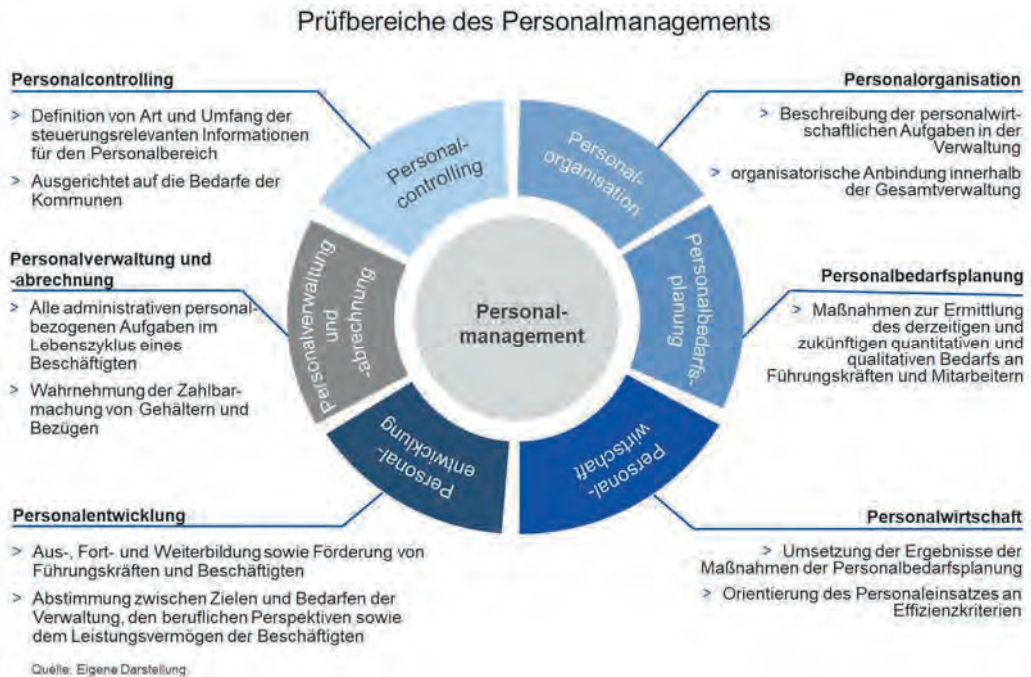 Prüfbereiche des Personalmanagements
Personalcontrolling
> Definition von Art und Umfang der
steuerungsrelevanten Informationen
für den Personalbereich
> Ausgerichtet auf die Bedarfe der
Kommunen
Personalverwaltung und
-abrechnung
> Alle administrativen personal-
bezogenen Aufgaben im
Lebenszyklus eines
Beschäftigten
> Wahrnehmung der Zahlbar-
machung von Gehältern und
Bezügen
Personalentwicklung
> Aus-, Fort- und Weiterbildung sowie Förderung von
Führungskräften und Beschäftigten
> Abstimmung zwischen Zielen und Bedarfen der
Verwaltung, den beruflichen Perspektiven sowie
dem Leistungsvermögen der Beschäftigten
Personal-
controlling
Personal-
organisation
Personalbedarfs-
planung
Personal-
wirtschaft
Personal-
entwicklung
Personalverwaltung
und
-abrechnung
Personal-
management
Personalorganisation
> Beschreibung der personalwirt-
schaftlichen Aufgaben in der
Verwaltung
> organisatorische Anbindung innerhalb
der Gesamtverwaltung
Personalbedarfsplanung
> Maßnahmen zur Ermittlung
des derzeitigen und
zukünftigen quantitativen und
qualitativen Bedarfs an
Führungskräften und Mitarbeitern
Personalwirtschaft
> Umsetzung der Ergebnisse der
Maßnahmen der Personalbedarfsplanung
> Orientierung des Personaleinsatzes an
Effizienzkriterien
Quelle: Eigene Darstellung